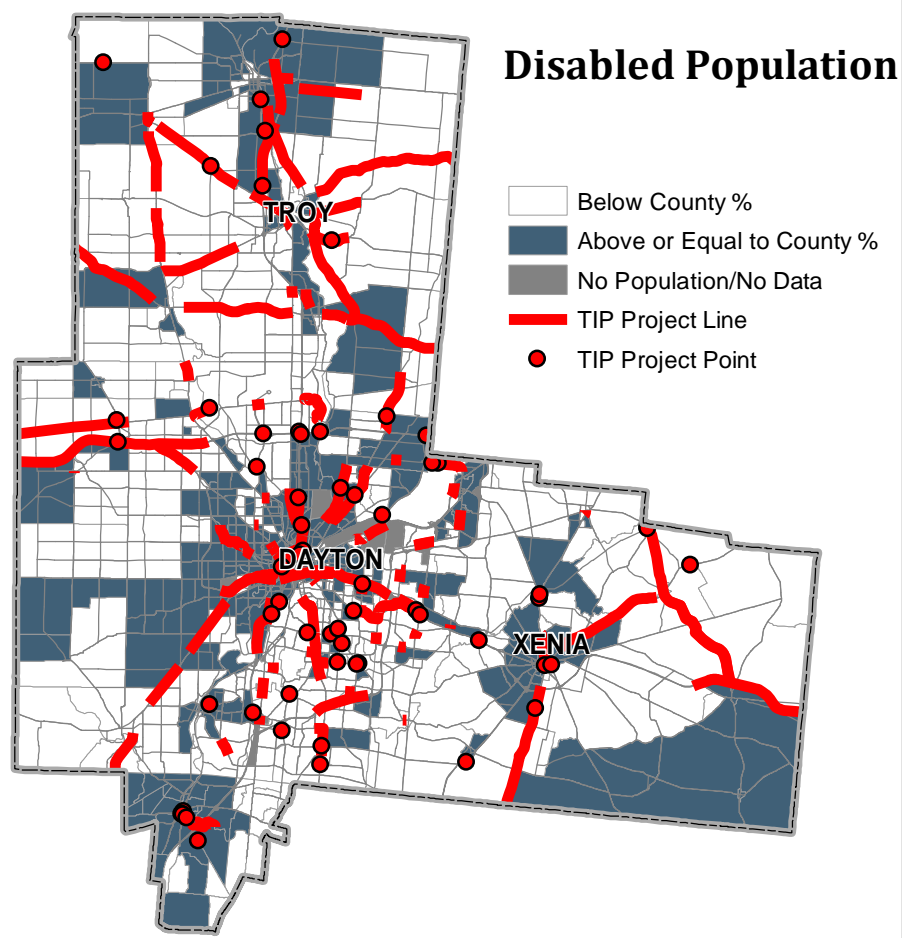 Disabled Population
Below County %
Above or Equal to County %
No Population/No Data
TIP Project Line
TIP Project Point
TROY
DAYTON
XENIA